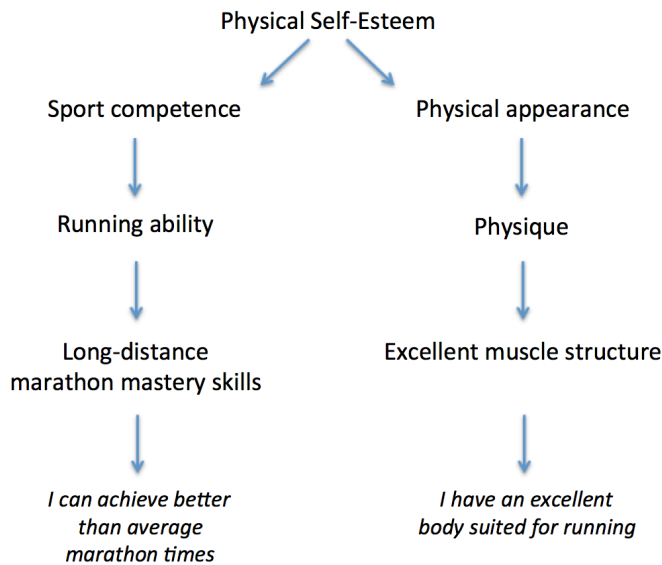 Physical Self-Esteem
Sport competence
Physical appearance
Running ability
Physique
Long-distance
marathon mastery skills
Excellent muscle structure
I can achieve better
than average
marathon times
I have an excellent
body suited for running